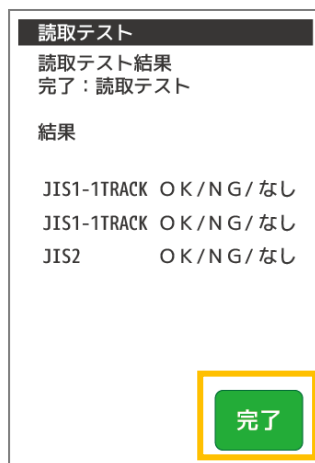 読取テスト
読取テスト結果
完了：読取テスト
結果
JIS1-1TRACK ＯＫ/ＮＧ/なし
JIS1-1TRACK ＯＫ/ＮＧ/なし
JIS2 ＯＫ/ＮＧ/なし
完了